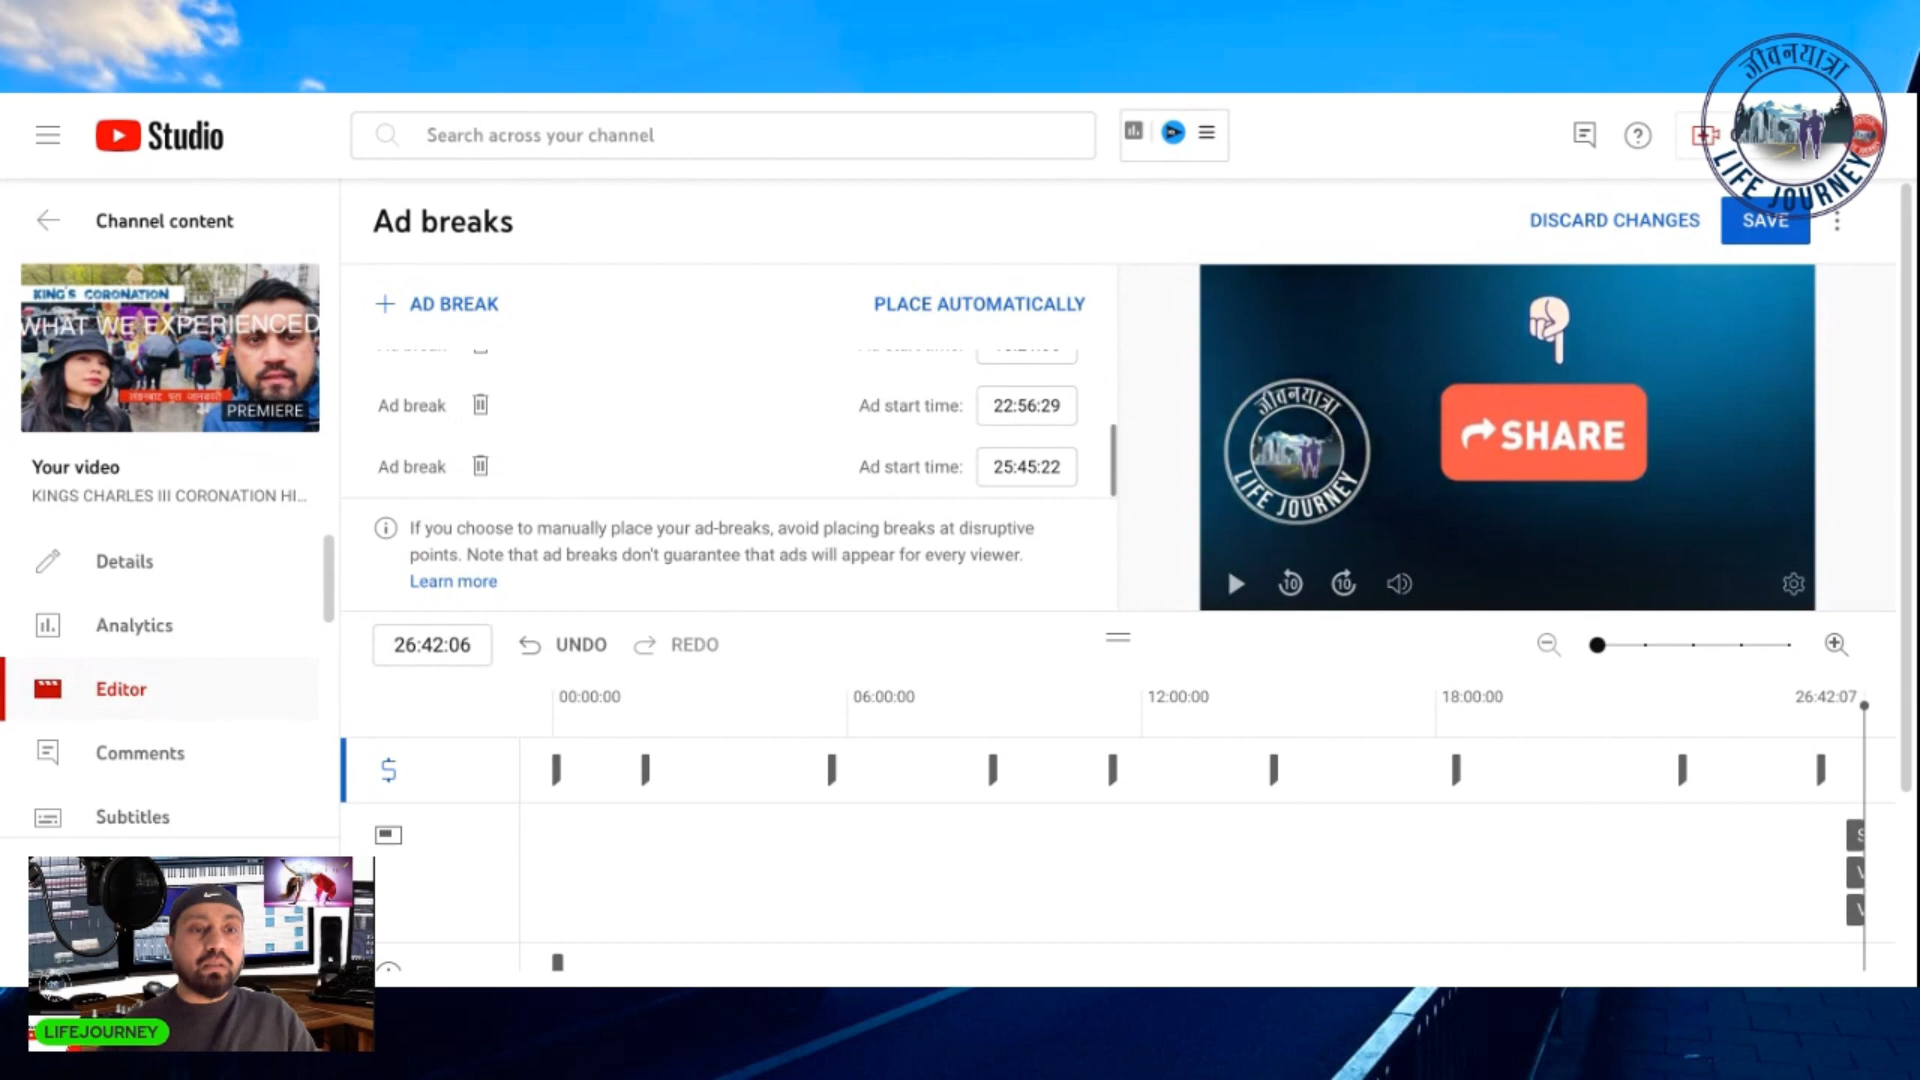 Studio
Search across your channel
जीवनयात्रा
LIFE JOURNEY
Channel content
Ad breaks
DISCARD CHANGES
SAVE
KING'S CORONATION
WHAT WE EXPERIENCED
PREMIERE
AD BREAK
PLACE AUTOMATICALLY
Ad break
Ad start time:
22:56:29
Ad break
Ad start time:
25:45:22
जीवनयात्रा
LIFE JOURNEY
SHARE
Your video
KINGS CHARLES III CORONATION HI...
If you choose to manually place your ad-breaks, avoid placing breaks at disruptive
points. Note that ad breaks don't guarantee that ads will appear for every viewer.
Learn more
10
10
Details
Analytics
Editor
Comments
Subtitles
26:42:06
UNDO
REDO
00:00:00
06:00:00
12:00:00
18:00:00
26:42:07
$
LIFEJOURNEY